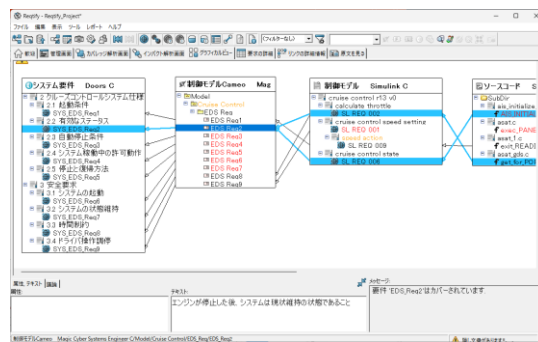 Reqtify - Reqtify_Project*
ファイル 編集 表示 ツール レポート ヘルプ
(フィルターなし)
管理画面 カバレッジ解析画面 インパクト解析画面 グラフィカルビュー 要求の詳細 リンクの詳細情報 原文を見る
システム要件 Doors C
2 クルーズコントロールシステム仕様
2.1 起動条件
SYS_EDS_Req1
2.2 有効なステータス
SYS_EDS_Req2
2.3 自動停止条件
SYS_EDS_Req3
2.4 システム稼働中の許可動作
SYS_EDS_Req4
2.5 停止と復帰方法
SYS_EDS_Req5
3 安全要求
3.1 システムの起動
SYS_EDS_Req6
3.2 システムの状態維持
SYS_EDS_Req7
3.3 時間制約
SYS_EDS_Req8
3.4 ドライバ操作調停
SYS_EDS_Req9
制御モデルCameo Mag
Model
Cruise Control
EDS Req
EDS Req1
EDS Req2
EDS Req3
EDS Req4
EDS Req5
EDS Req6
EDS Req7
EDS Req8
EDS Req9
制御モデル Simulink C
cruise control r13 v0
calculate throttle
SL REQ 002
cruise control speed setting
SL REQ 001
speed action
SL REQ 009
cruise control state
SL REQ 006
ソースコード S
SubDir
asat.c
aset_1.c
asat_gds.c
属性, テキスト
属性:
テキスト:
エンジンが停止した後、システムは現状維持の状態であること
メッセージ:
要件 'EDS_Req2'はカバーされています.
制御モデルCameo Magic Cyber Systems Engineer C/Model/Cruise Control/EDS_Req/EDS_Req2